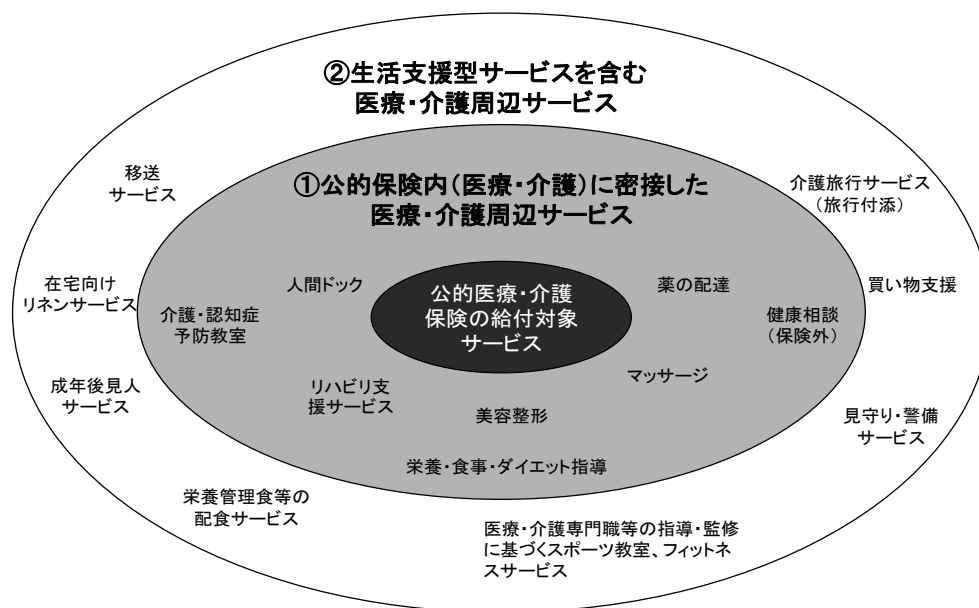 ②生活支援型サービスを含む
医療・介護周辺サービス
移送
サービス
①公的保険内(医療・介護)に密接した
医療・介護周辺サービス
介護旅行サービス
(旅行付添)
在宅向け
リネンサービス
人間ドック
薬の配達
買い物支援
介護・認知症
予防教室
公的医療・介護
保険の給付対象
サービス
健康相談
(保険外)
成年後見人
サービス
リハビリ支
援サービス
マッサージ
美容整形
見守り・警備
サービス
栄養・食事・ダイエット指導
栄養管理食等の
配食サービス
医療・介護専門職等の指導・監修
に基づくスポーツ教室、フィットネ
スサービス